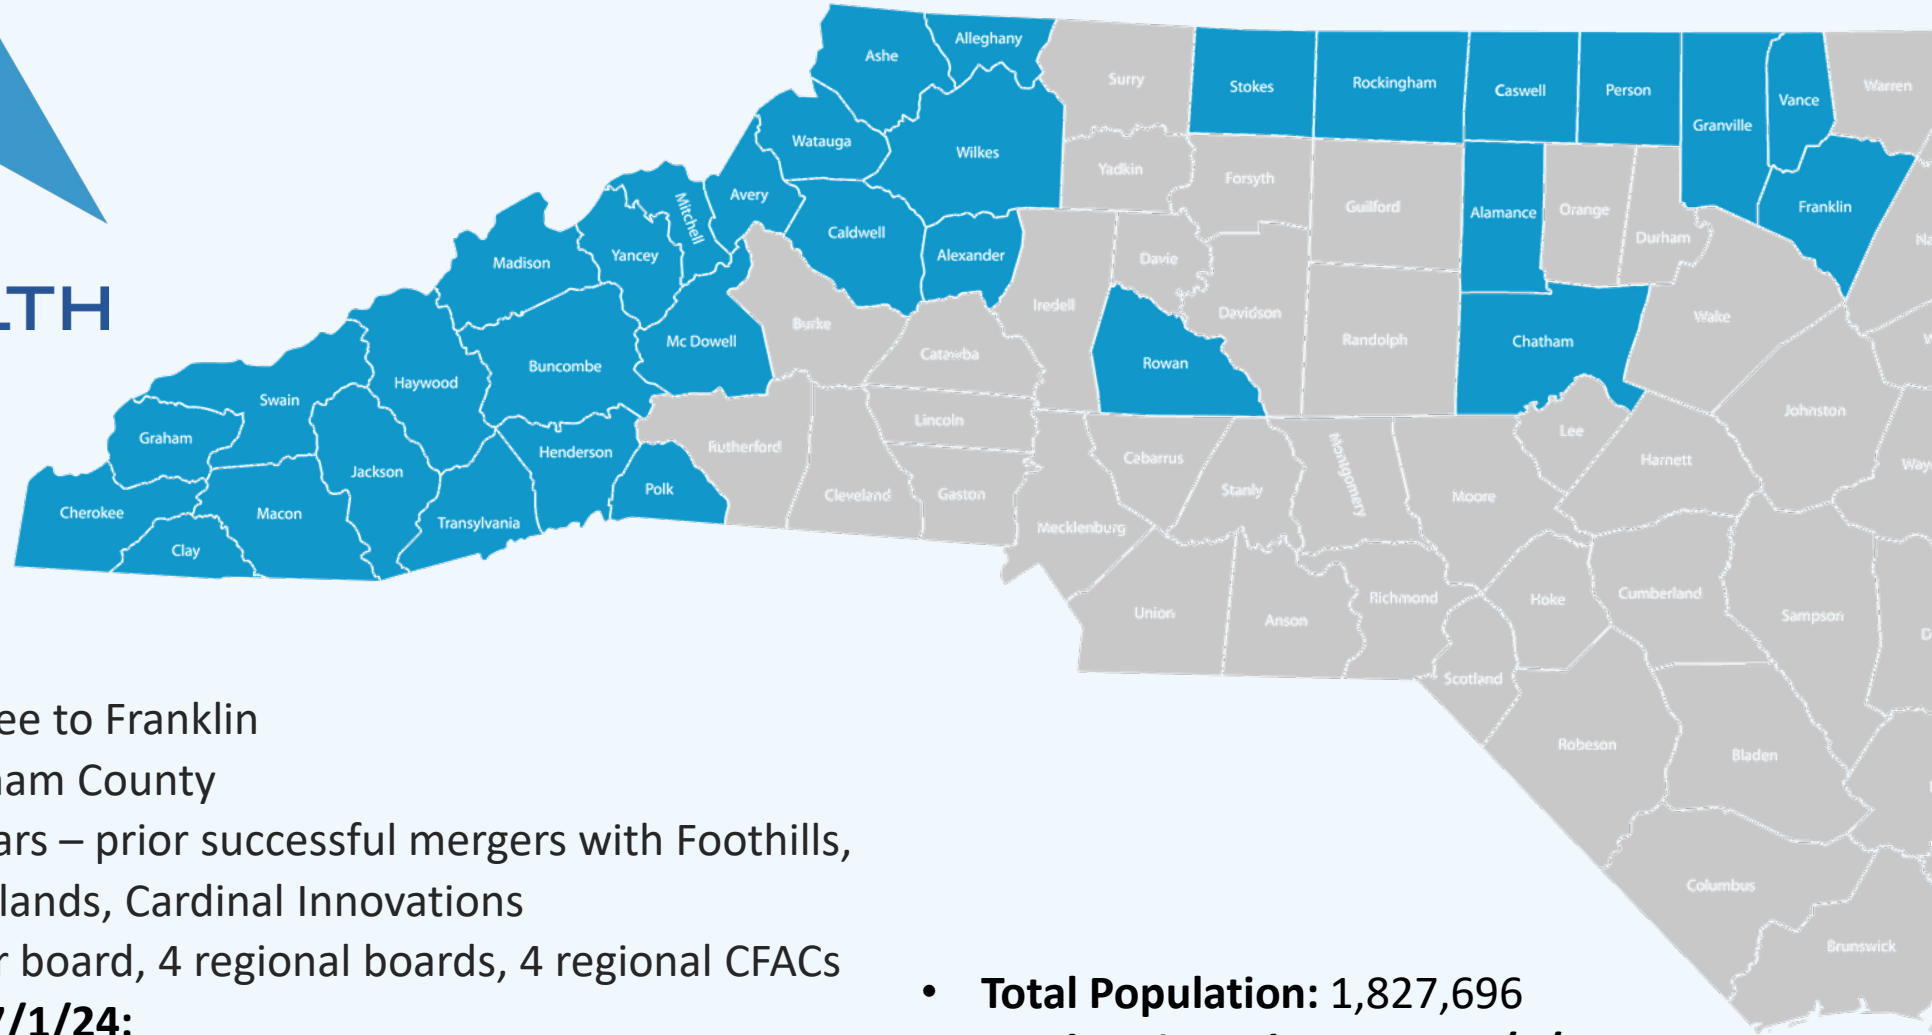 LTH
Ashe
Alleghany
Surry
Stokes
Rockingham
Caswell
Person
Granville
Vance
Warren
Watauga
Wilkes
Yadkin
Forsyth
Guilford
Alamance
Orange
Durham
Franklin
Na
Avery
Mitchell
Yancey
Madison
Caldwell
Alexander
Iredell
Davie
Davidson
Randolph
Chatham
Wake
Burke
Catawba
Rowan
Mc Dowell
Buncombe
Haywood
Swain
Graham
Jackson
Henderson
Polk
Rutherford
Lincoln
Cleveland
Gaston
Cabarrus
Stanly
Montgomery
Moore
Lee
Harnett
Johnston
Way
Cherokee
Clay
Macon
Transylvania
Mecklenburg
Union
Anson
Richmond
Hoke
Cumberland
Sampson
Scotland
Robeson
Bladen
Columbus
Brunswick
ee to Franklin
ham County
ars – prior successful mergers with Foothills,
lands, Cardinal Innovations
r board, 4 regional boards, 4 regional CFACs
7/1/24:
• Total Population: 1,827,696